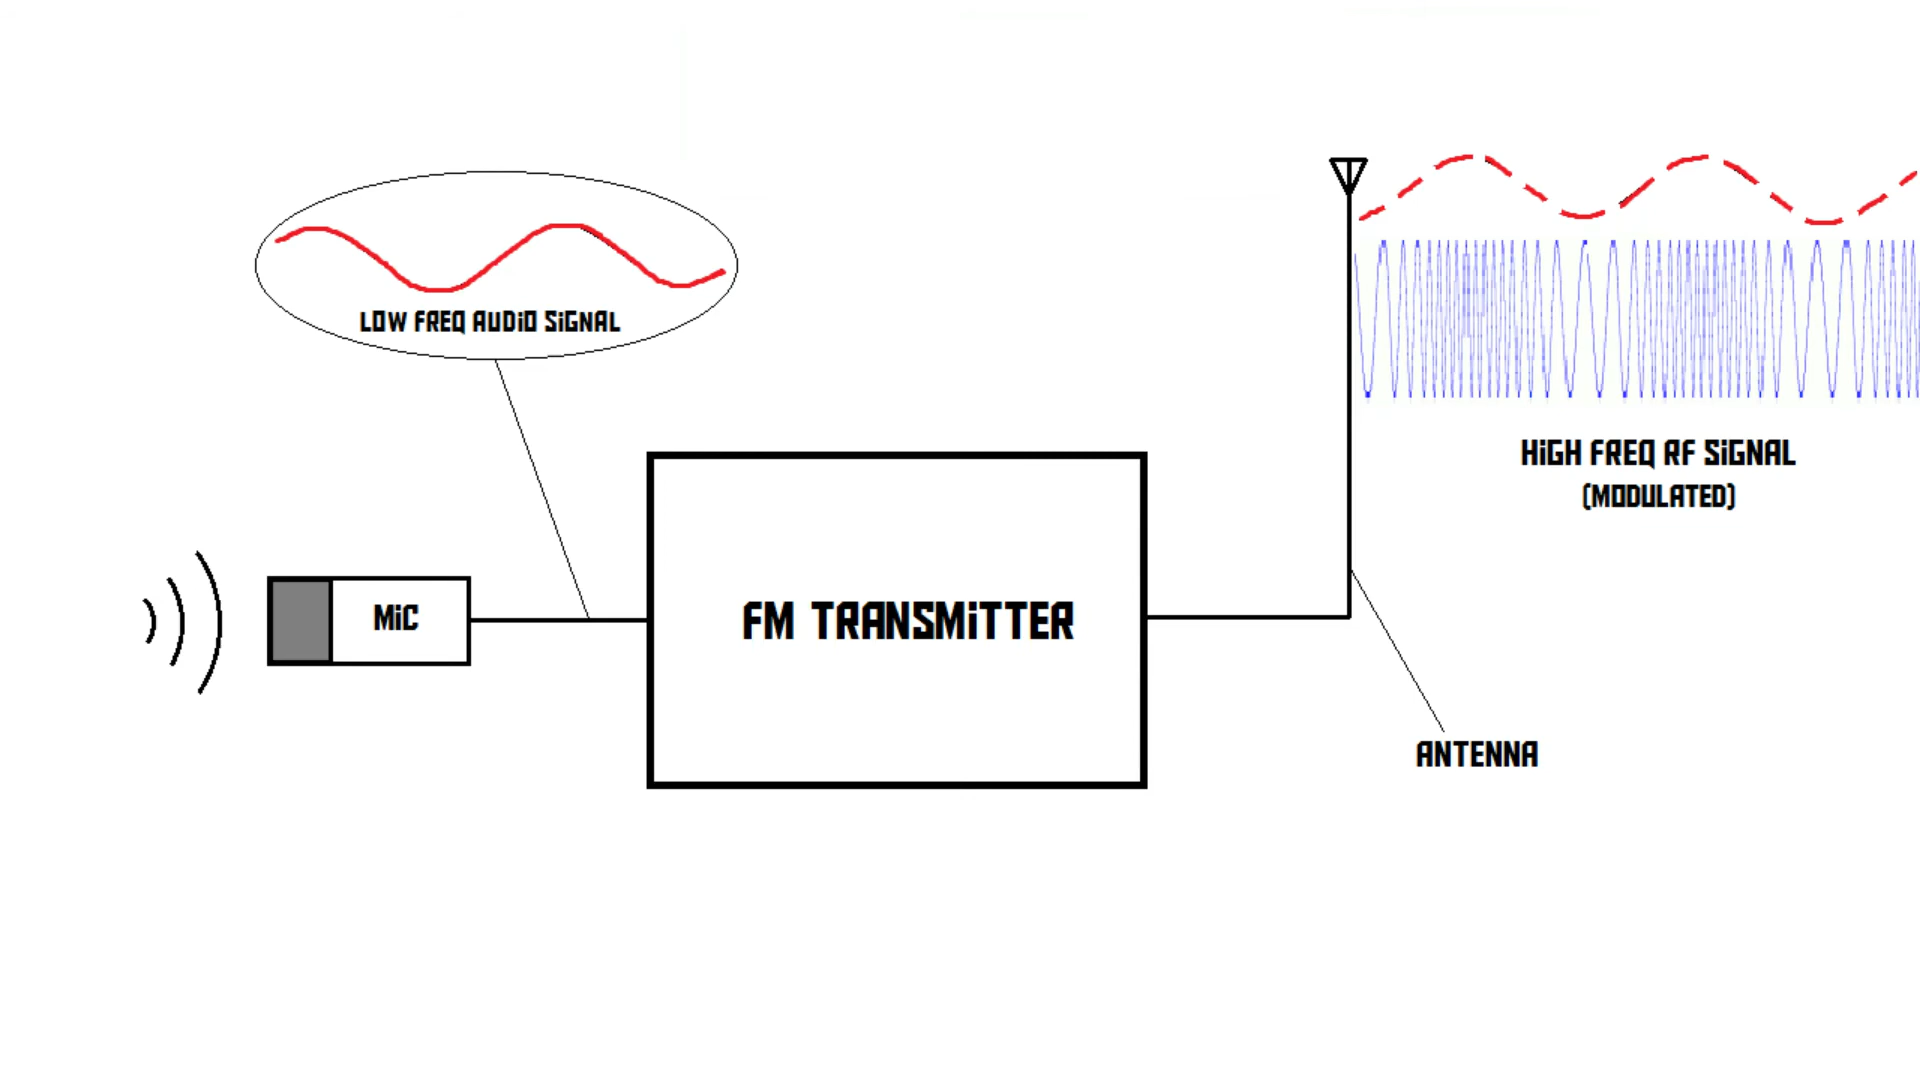 LOW FREQ AUDiO SiGNAL
HiGH FREQ RF SiGNAL
(MODULATED)
MiC
FM TRANSMiTTER
ANTENNA